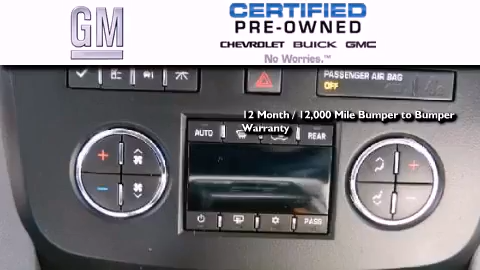 GM
CERTIFIED
PRE-OWNED
CHEVROLET BUICK GMC
No Worries.™
PASSENGER AIR BAG
OFF
12 Month / 12,000 Mile Bumper to Bumper
Warranty
AUTO
REAR
PASS